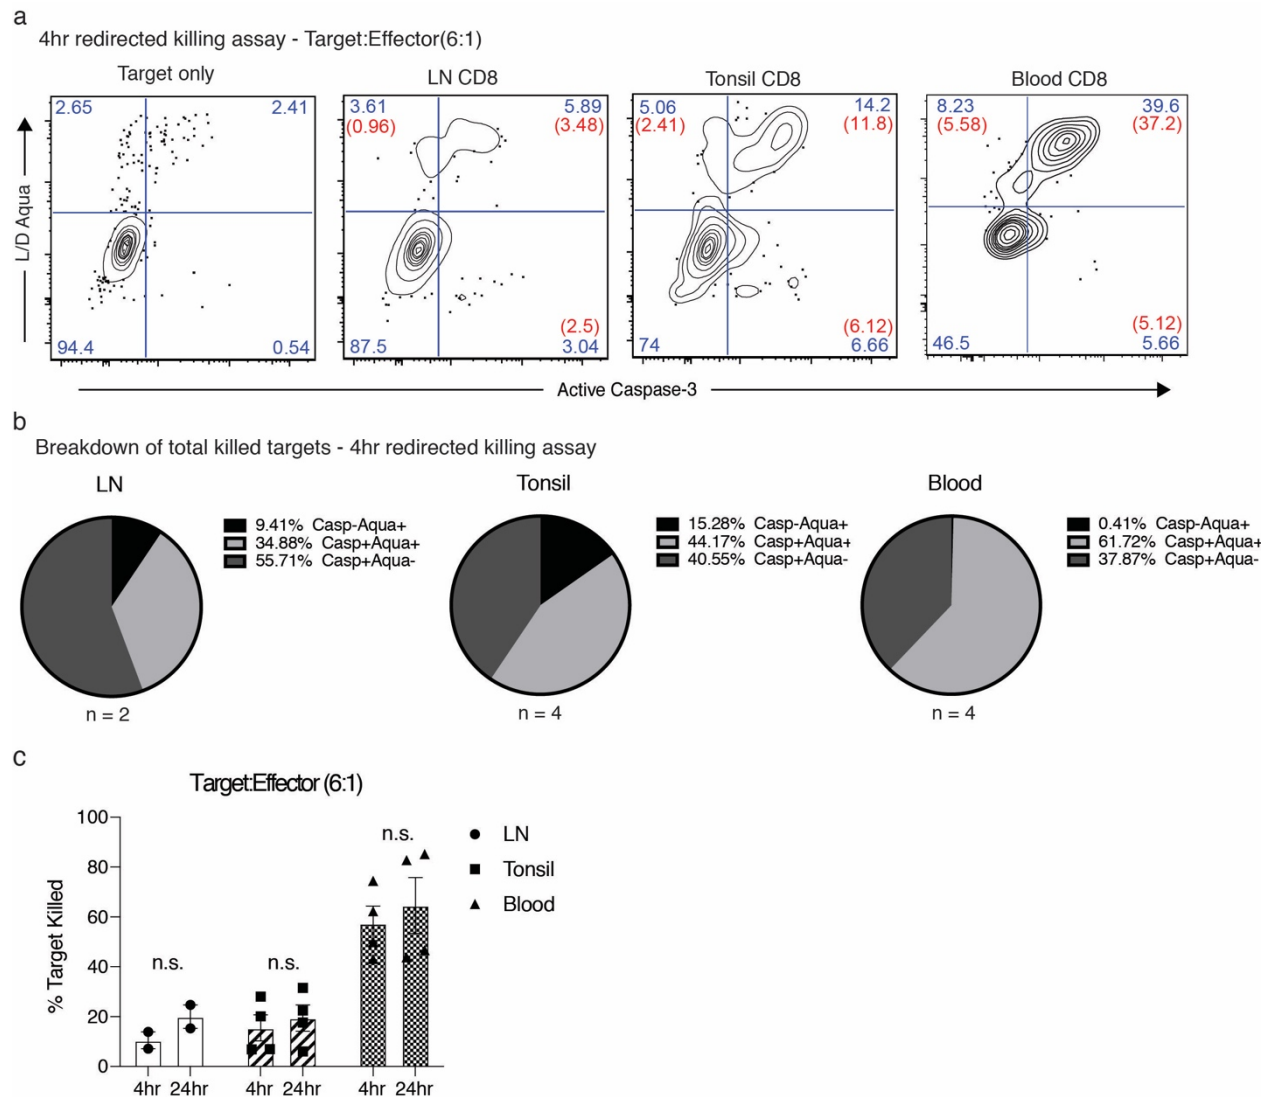 a
4hr redirected killing assay - Target:Effector(6:1)
Target only
LN CD8
Tonsil CD8
Blood CD8
2.65 2.41
94.4 0.54
3.61 5.89
(0.96) (3.48)
(2.5)
87.5 3.04
5.06 14.2
(2.41) (11.8)
(6.12)
74 6.66
8.23 39.6
(5.58) (37.2)
(5.12)
46.5 5.66
L/D Aqua
Active Caspase-3
b
Breakdown of total killed targets - 4hr redirected killing assay
LN
9.41% Casp-Aqua+
34.88% Casp+Aqua+
55.71% Casp+Aqua-
n = 2
Tonsil
15.28% Casp-Aqua+
44.17% Casp+Aqua+
40.55% Casp+Aqua-
n = 4
Blood
0.41% Casp-Aqua+
61.72% Casp+Aqua+
37.87% Casp+Aqua-
n = 4
c
Target:Effector (6:1)
% Target Killed
100
80
60
40
20
0
n.s.
n.s.
n.s.
LN
Tonsil
Blood
4hr 24hr 4hr 24hr 4hr 24hr